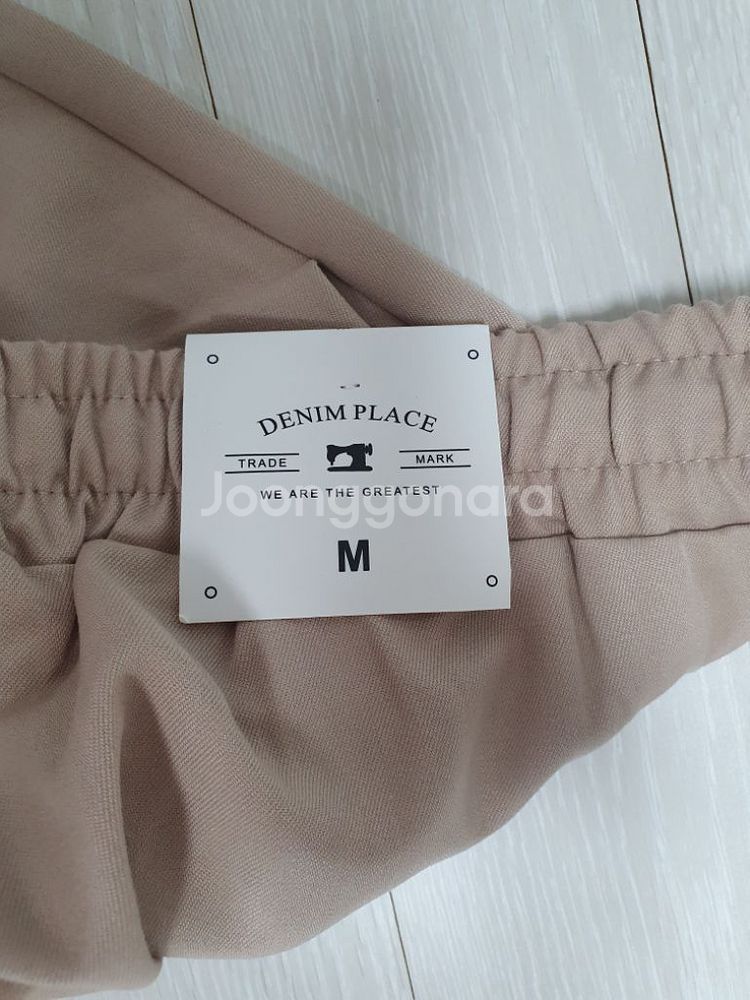 DENIM PLACE
TRADE MARK
WE ARE THE GREATEST
Joonggonara
M